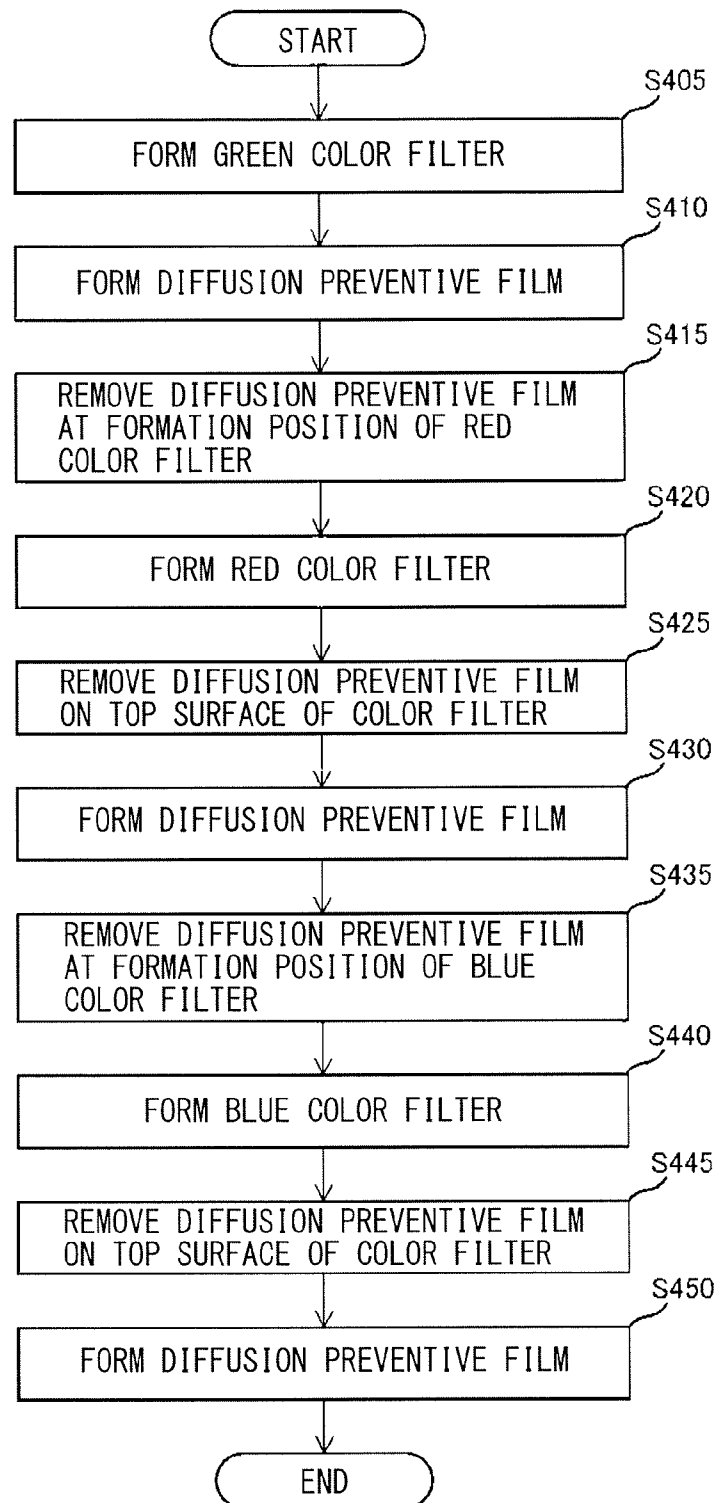 START
S405
FORM GREEN COLOR FILTER
S410
FORM DIFFUSION PREVENTIVE FILM
S415
REMOVE DIFFUSION PREVENTIVE FILM
AT FORMATION POSITION OF RED
COLOR FILTER
S420
FORM RED COLOR FILTER
S425
REMOVE DIFFUSION PREVENTIVE FILM
ON TOP SURFACE OF COLOR FILTER
S430
FORM DIFFUSION PREVENTIVE FILM
S435
REMOVE DIFFUSION PREVENTIVE FILM
AT FORMATION POSITION OF BLUE
COLOR FILTER
S440
FORM BLUE COLOR FILTER
S445
REMOVE DIFFUSION PREVENTIVE FILM
ON TOP SURFACE OF COLOR FILTER
S450
FORM DIFFUSION PREVENTIVE FILM
END